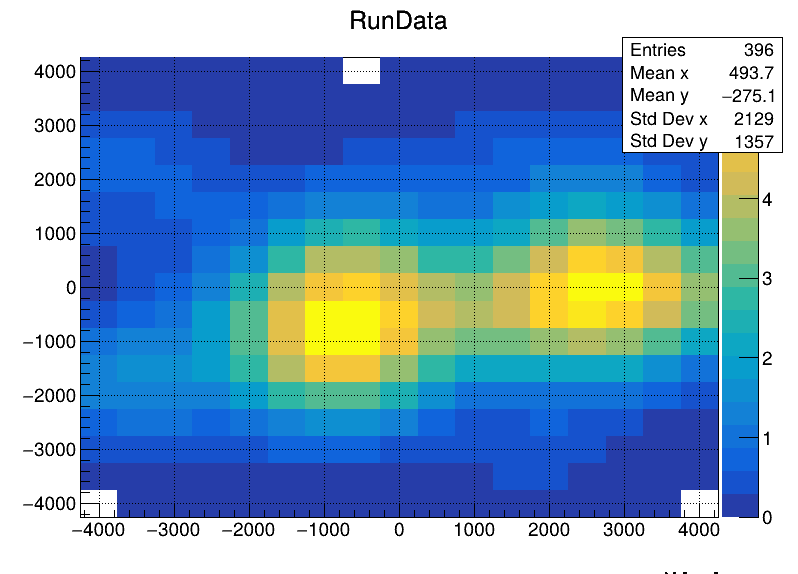 RunData
Entries 396
Mean x 493.7
Mean y −275.1
Std Dev x 2129
Std Dev y 1357
4000
3000
2000
1000
0
−1000
−2000
−3000
−4000
−4000 −3000 −2000 −1000 0 1000 2000 3000 4000
4
3
2
1
0